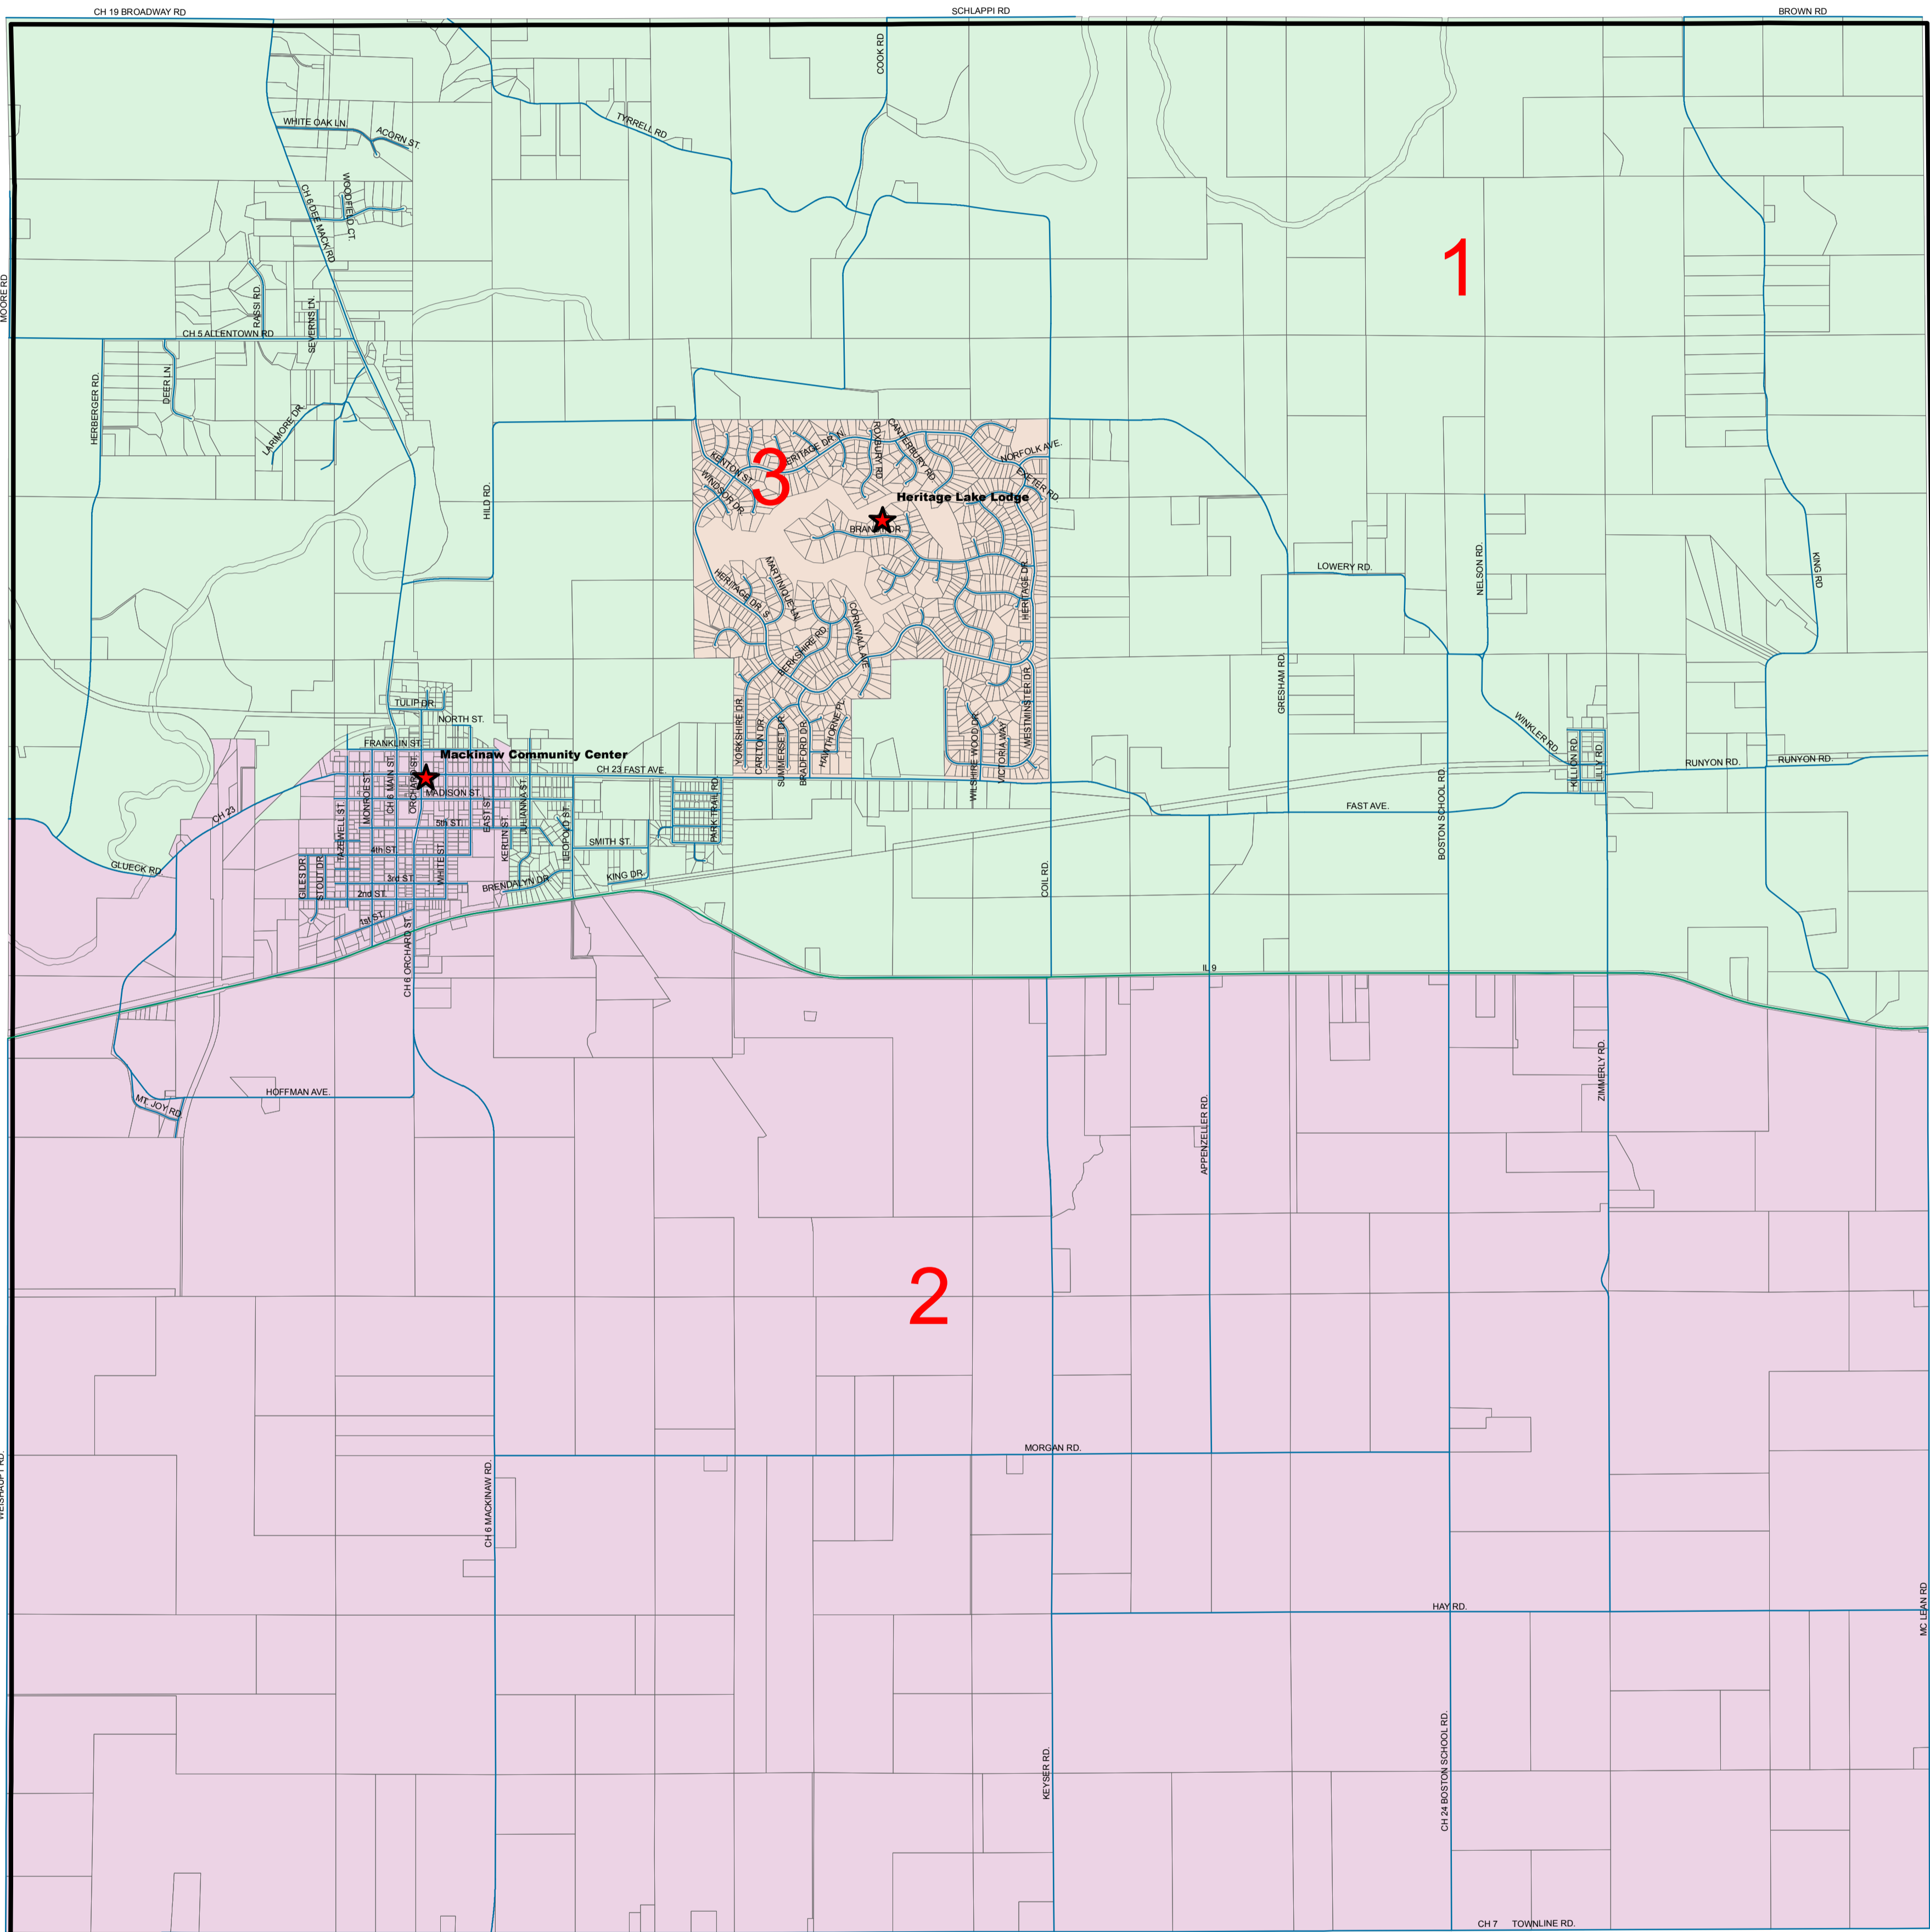 CH 19 BROADWAY RD
SCHLAPPI RD
BROWN RD
COOK RD
TYRRELL RD
WHITE OAK LN.
ACORN ST.
WOODFIELD CT.
CH 6 DEE MACK RD
1
MOORE RD
RASSI RD.
SEVERNS LN.
CH 5 ALLENTOWN RD
HERBERGER RD.
DEER LN.
LARIMORE DR.
HILD RD.
KENTON ST.
HERITAGE DR. N.
ROXBURY RD
CANTERBURY RD.
NORFOLK AVE.
EXETER RD.
WINDSOR DR.
3
Heritage Lake Lodge
MARTINIQUE LN.
HERITAGE DR. S.
HERITAGE DR.
CORNWALL AVE
BERKSHIRE RD.
LOWERY RD.
NELSON RD.
KING RD
GRESHAM RD.
TULIP DR.
NORTH ST.
FRANKLIN ST.
Mackinaw Community Center
CH 23 FAST AVE.
YORKSHIRE DR.
CARLTON DR.
SUMMERSET DR.
BRADFORD DR.
HAWTHORNE PL.
WILSHIRE WOOD DR.
VICTORIA WAY
WESTMINSTER DR.
WINKLER RD.
KILLION RD.
LILLY RD.
RUNYON RD.
RUNYON RD.
CH 23
MONROE ST.
CH 6 MAIN ST.
ORCHARD ST.
MADISON ST.
TAZEWELL ST.
5th ST.
EAST ST.
JULIANNA ST.
KERLIN ST.
LEOPOLD ST.
SMITH ST.
PARK TRAIL RD.
FAST AVE.
BOSTON SCHOOL RD.
4th ST.
WHITE ST.
GILES DR.
STOUT DR.
3rd ST.
2nd ST.
1st ST.
BRENDALYN DR.
KING DR.
GLUECK RD.
COIL RD.
CH 6 ORCHARD ST.
IL 9
HOFFMAN AVE.
MT. JOY RD.
APPENZELLER RD.
ZIMMERLY RD.
2
MORGAN RD.
CH 6 MACKINAW RD.
HAY RD.
MC LEAN RD
KEYSER RD.
CH 24 BOSTON SCHOOL RD.
CH 7 TOWNLINE RD.